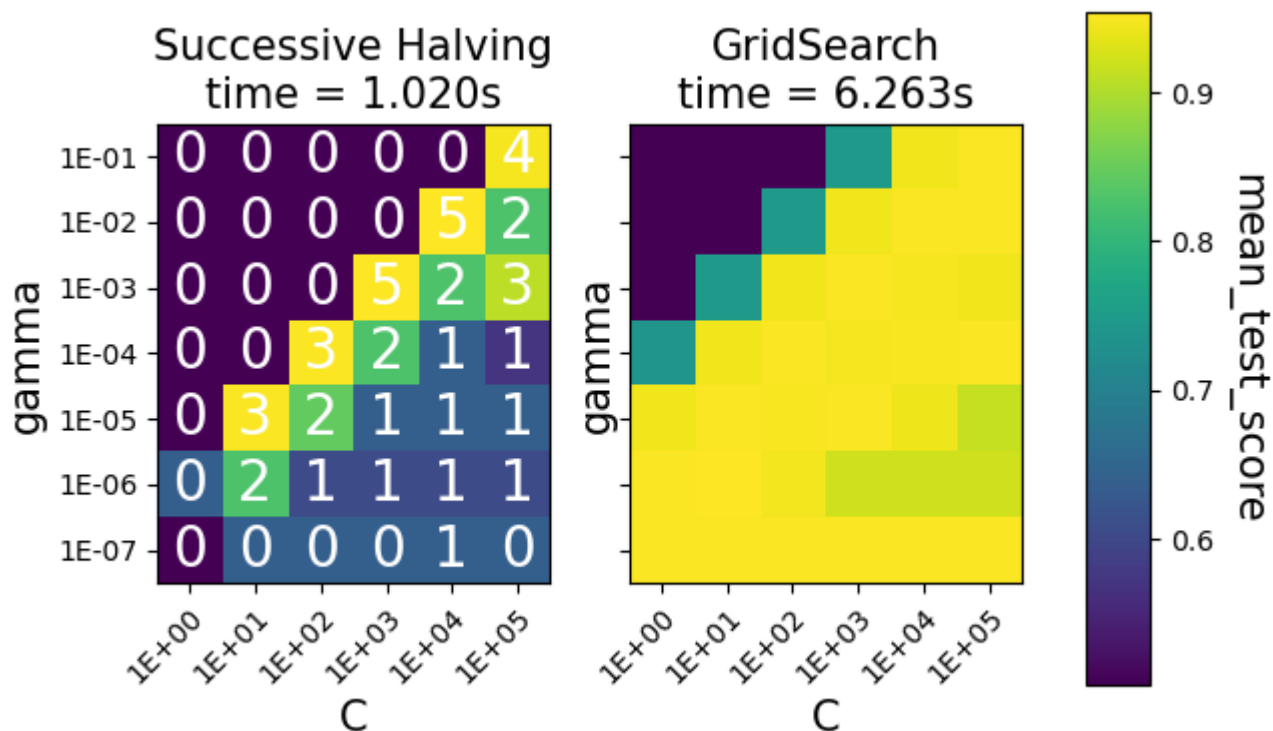 Successive Halving
time = 1.020s
GridSearch
time = 6.263s
gamma
1E-01
0 0 0 0 0 4
1E-02
0 0 0 0 5 2
1E-03
0 0 0 5 2 3
1E-04
0 0 3 2 1 1
1E-05
0 3 2 1 1 1
1E-06
0 2 1 1 1 1
1E-07
0 0 0 0 1 0
1E+00 1E+01 1E+02 1E+03 1E+04 1E+05
C
gamma
1E+00 1E+01 1E+02 1E+03 1E+04 1E+05
C
0.9
0.8
0.7
0.6
mean_test_score